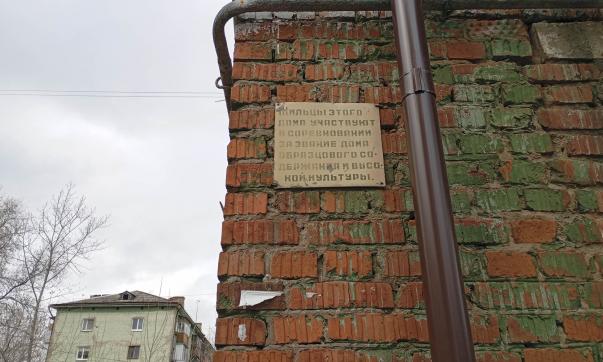 ЖИЛЬЦЫ ЭТОГО
ДОМА УЧАСТВУЮТ
В СОРЕВНОВАНИИ
ЗА ЗВАНИЕ ДОМА
ОБРАЗЦОВОГО СО-
ДЕРЖАНИЯ И ВЫСО-
КОЙ КУЛЬТУРЫ.